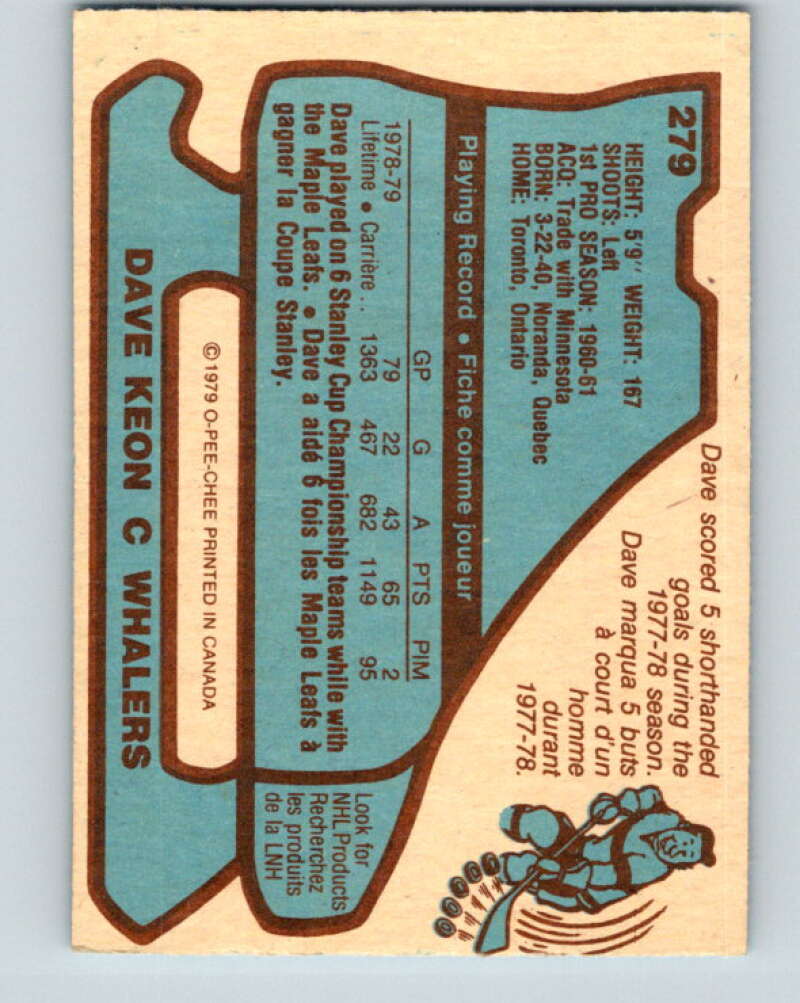 279
HEIGHT: 5'9" WEIGHT: 167
SHOOTS: Left
1st PRO SEASON: 1960-61
ACQ: Trade with Minnesota
BORN: 3-22-40, Noranda, Quebec
HOME: Toronto, Ontario
Dave scored 5 shorthanded
goals during the
1977-78 season.
Dave marqua 5 buts
à court d'un
homme
durant
1977-78.
Playing Record • Fiche comme joueur
GP G A PTS PIM
1978-79 79 22 43 65 2
Lifetime • Carrière ... 1363 467 682 1149 95
Dave played on 6 Stanley Cup Championship teams while with
the Maple Leafs. • Dave a aidé 6 fois les Maple Leafs à
gagner la Coupe Stanley.
Look for
NHL Products
Recherchez
les produits
de la LNH
©1979 O-PEE-CHEE PRINTED IN CANADA
DAVE KEON C WHALERS